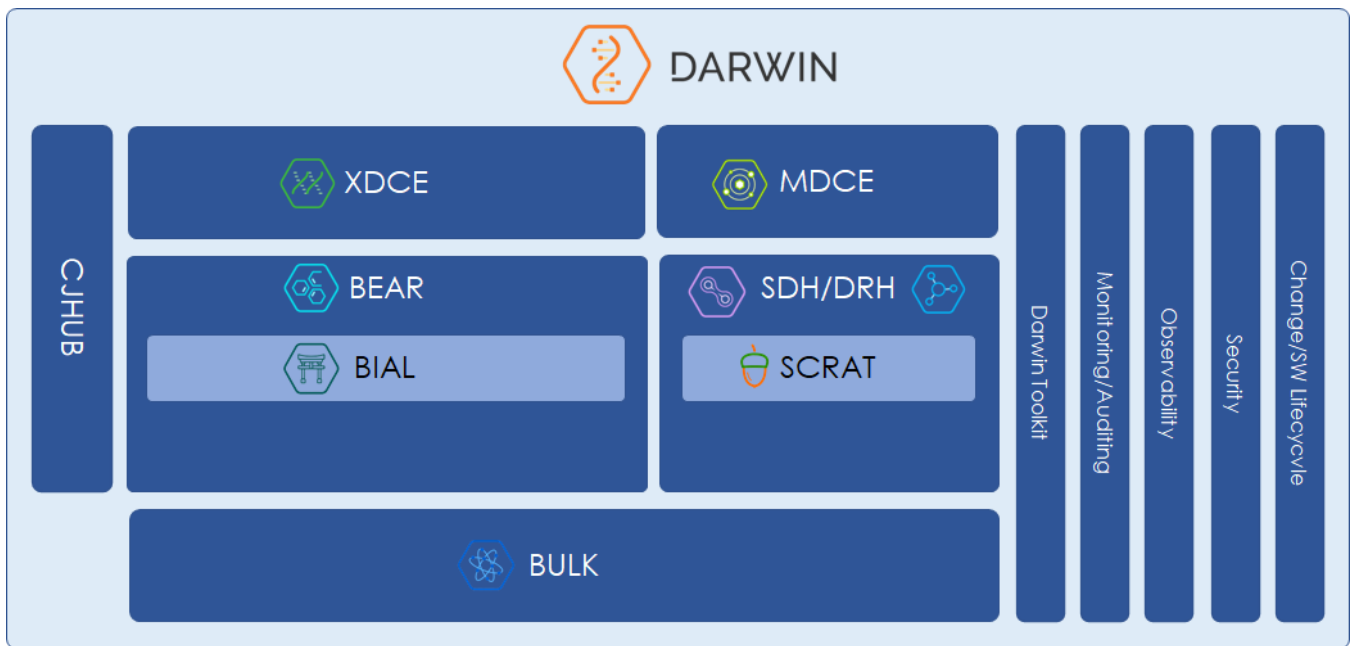 DARWIN
CJHUB
XDCE
MDCE
BEAR
SDH/DRH
BIAL
SCRAT
BULK
Darwin Toolkit
Monitoring/Auditing
Observability
Security
Change/SW Lifecycvle